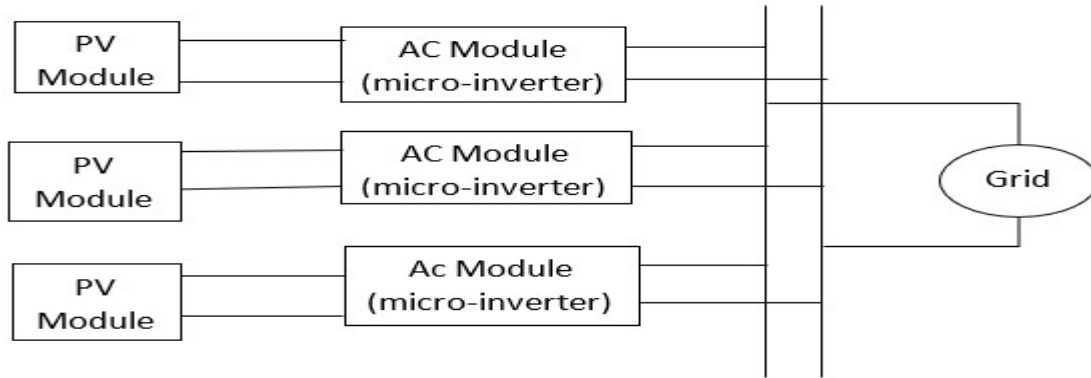 PV
Module
AC Module
(micro-inverter)
PV
Module
AC Module
(micro-inverter)
Grid
PV
Module
Ac Module
(micro-inverter)